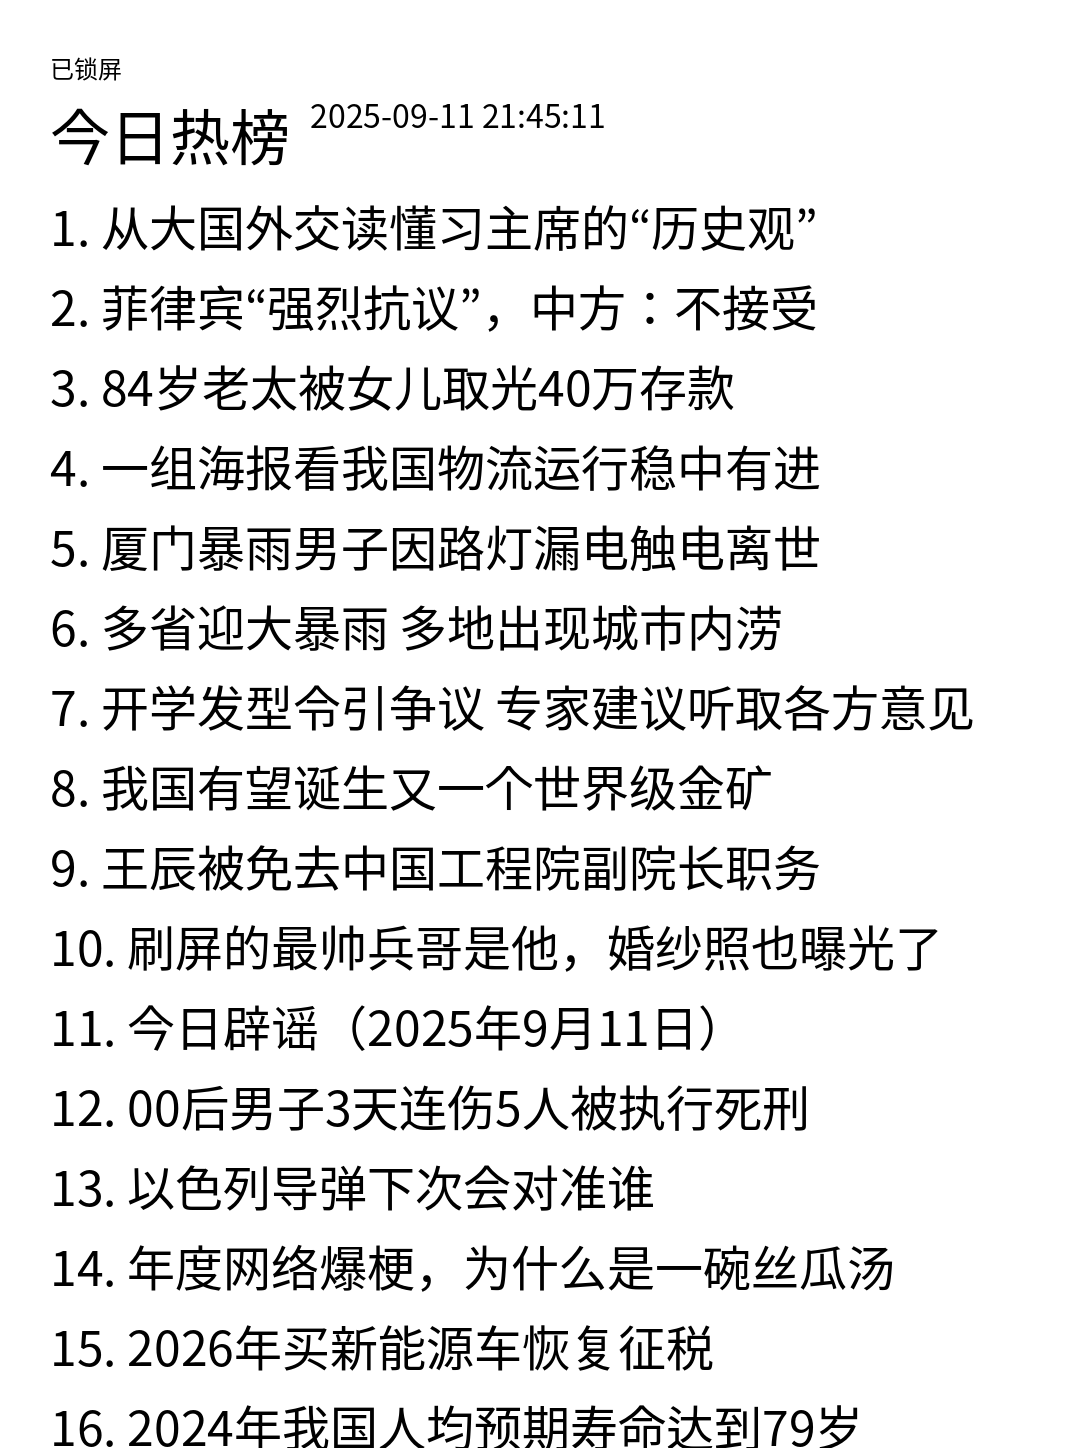 已锁屏
今日热榜 2025-09-11 21:45:11
1. 从大国外交读懂习主席的“历史观”
2. 菲律宾“强烈抗议”，中方：不接受
3. 84岁老太被女儿取光40万存款
4. 一组海报看我国物流运行稳中有进
5. 厦门暴雨男子因路灯漏电触电离世
6. 多省迎大暴雨 多地出现城市内涝
7. 开学发型令引争议 专家建议听取各方意见
8. 我国有望诞生又一个世界级金矿
9. 王辰被免去中国工程院副院长职务
10. 刷屏的最帅兵哥是他，婚纱照也曝光了
11. 今日辟谣（2025年9月11日）
12. 00后男子3天连伤5人被执行死刑
13. 以色列导弹下次会对准谁
14. 年度网络爆梗，为什么是一碗丝瓜汤
15. 2026年买新能源车恢复征税
16. 2024年我国人均预期寿命达到79岁